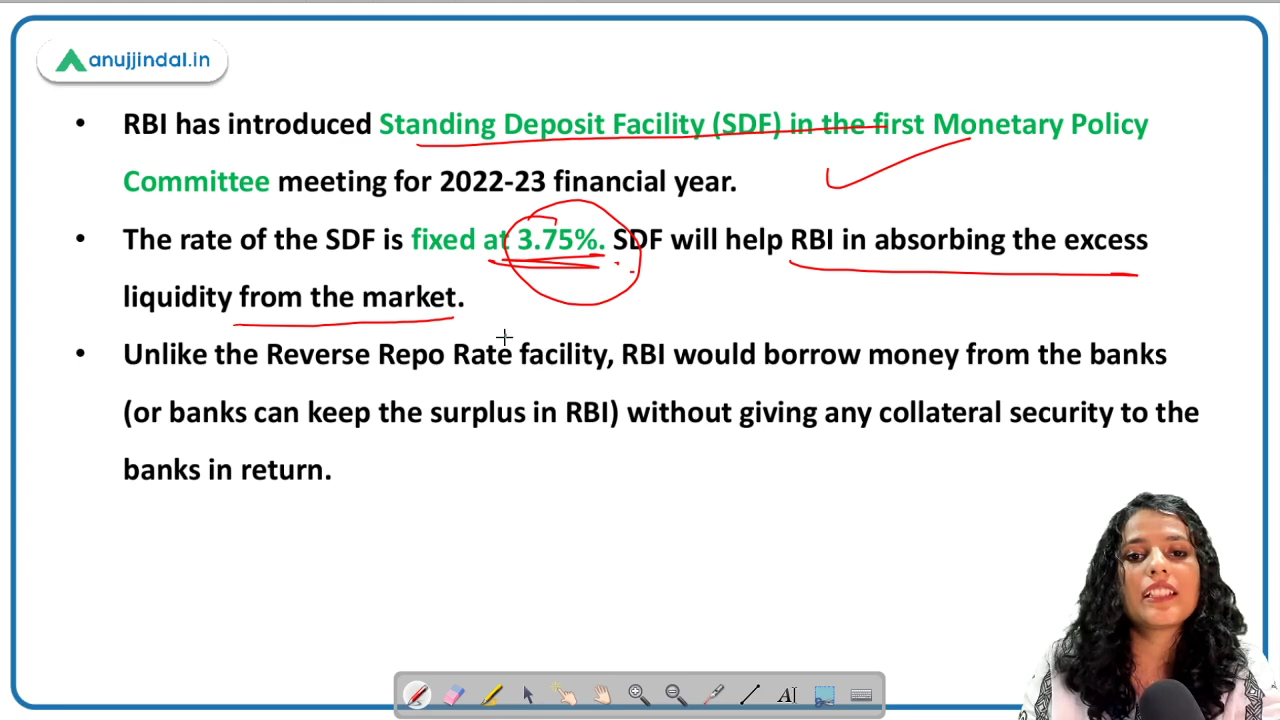 anujjindal.in
• RBI has introduced Standing Deposit Facility (SDF) in the first Monetary Policy
Committee meeting for 2022-23 financial year.
• The rate of the SDF is fixed at 3.75%. SDF will help RBI in absorbing the excess
liquidity from the market.
• Unlike the Reverse Repo Rate facility, RBI would borrow money from the banks
(or banks can keep the surplus in RBI) without giving any collateral security to the
banks in return.
A